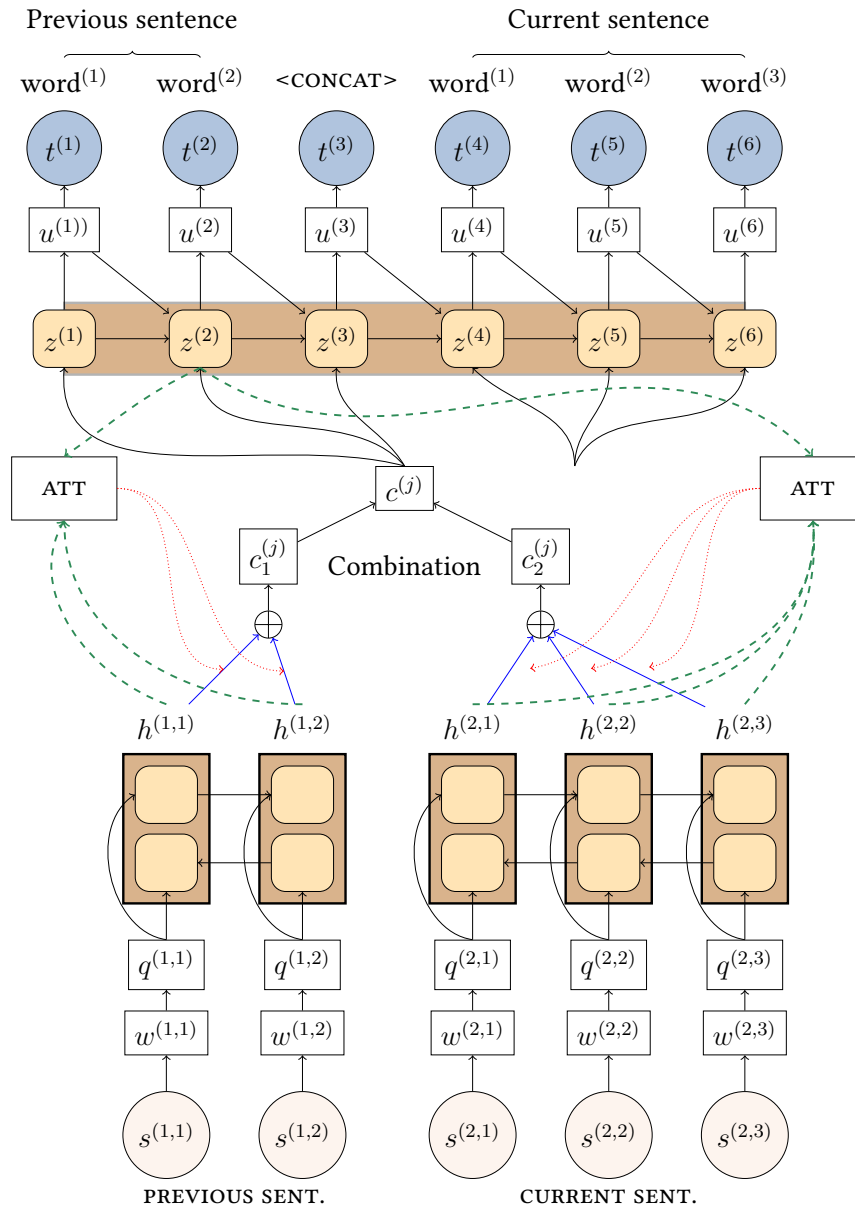 Previous sentence Current sentence
word^(1) word^(2) <CONCAT> word^(1) word^(2) word^(3)
t^(1) t^(2) t^(3) t^(4) t^(5) t^(6)
u^(1)) u^(2) u^(3) u^(4) u^(5) u^(6)
z^(1) z^(2) z^(3) z^(4) z^(5) z^(6)
ATT c^(j) ATT
c_1^(j) Combination c_2^(j)
h^(1,1) h^(1,2) h^(2,1) h^(2,2) h^(2,3)
q^(1,1) q^(1,2) q^(2,1) q^(2,2) q^(2,3)
w^(1,1) w^(1,2) w^(2,1) w^(2,2) w^(2,3)
s^(1,1) s^(1,2) s^(2,1) s^(2,2) s^(2,3)
PREVIOUS SENT. CURRENT SENT.